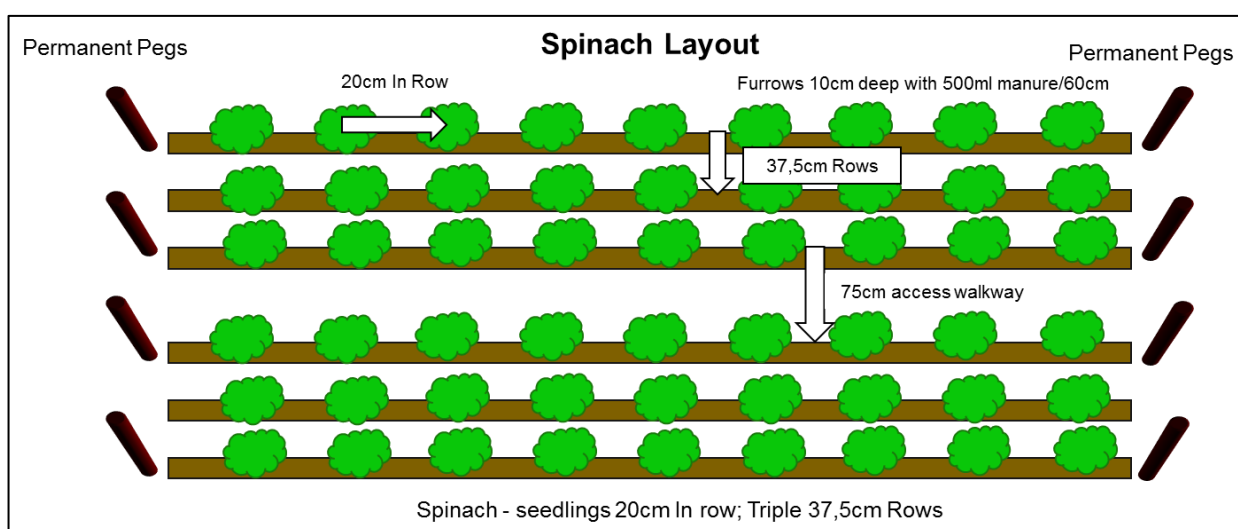 Spinach Layout
Permanent Pegs
Permanent Pegs
20cm In Row
Furrows 10cm deep with 500ml manure/60cm
37,5cm Rows
75cm access walkway
Spinach - seedlings 20cm In row; Triple 37,5cm Rows